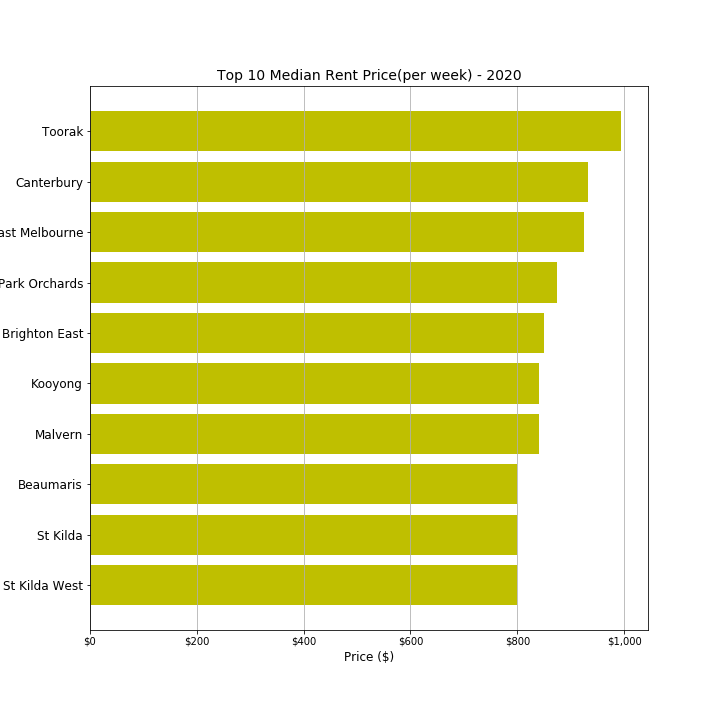 Top 10 Median Rent Price(per week) - 2020
Toorak
Canterbury
ast Melbourne
Park Orchards
Brighton East
Kooyong
Malvern
Beaumaris
St Kilda
St Kilda West
$0 $200 $400 $600 $800 $1,000
Price ($)